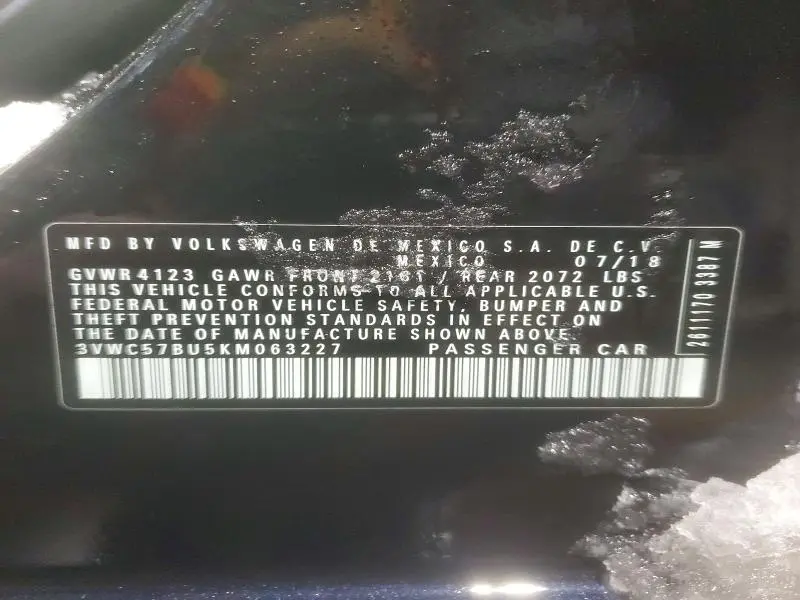 MFD BY VOLKSWAGEN DE MEXICO S.A. DE C.V.
MEXICO 07/18
GVWR 4123 GAWR FRONT 2161 / REAR 2072 LBS
THIS VEHICLE CONFORMS TO ALL APPLICABLE U.S.
FEDERAL MOTOR VEHICLE SAFETY, BUMPER AND
THEFT PREVENTION STANDARDS IN EFFECT ON
THE DATE OF MANUFACTURE SHOWN ABOVE.
3VWC57BU5KM063227 PASSENGER CAR
2611170 3387 M